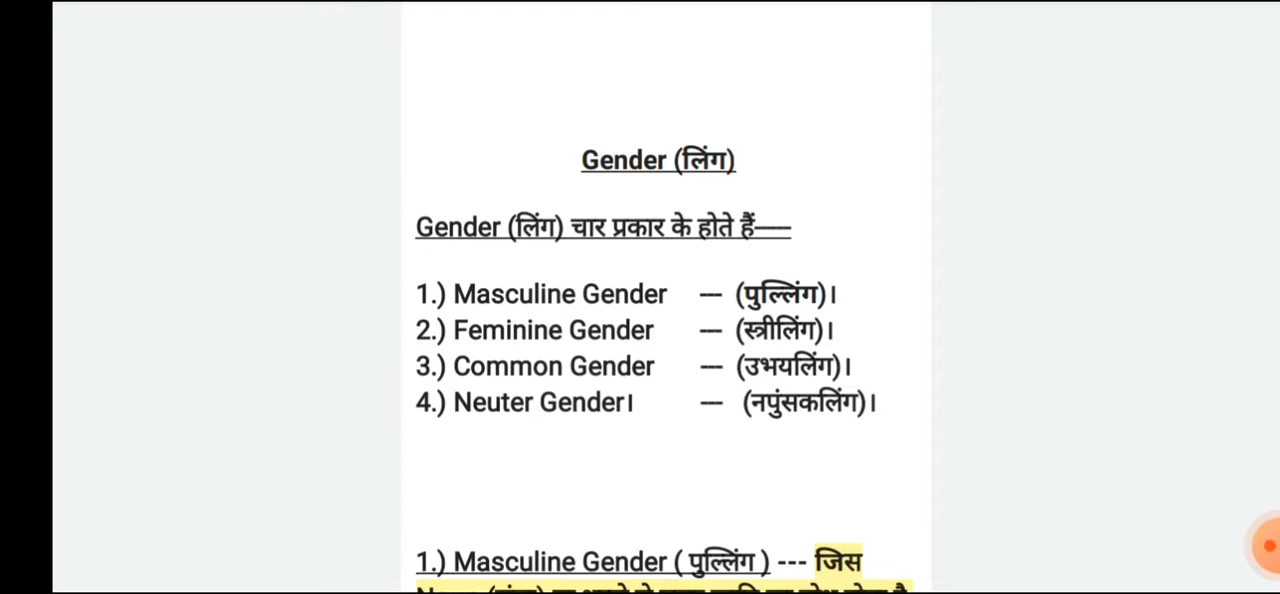 Gender (लिंग)
Gender (लिंग) चार प्रकार के होते हैं—–
1.) Masculine Gender --- (पुल्लिंग)।
2.) Feminine Gender --- (स्त्रीलिंग)।
3.) Common Gender --- (उभयलिंग)।
4.) Neuter Gender। --- (नपुंसकलिंग)।
1.) Masculine Gender ( पुल्लिंग ) --- जिस